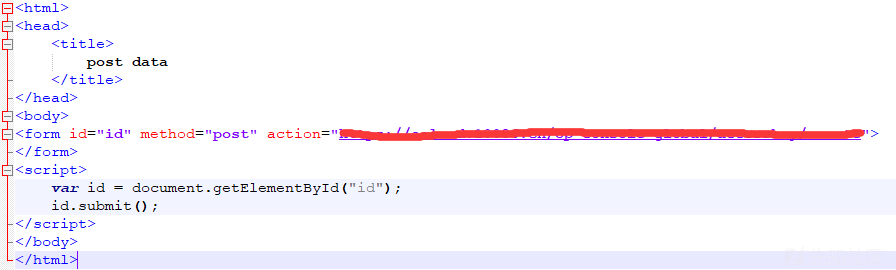 <html>
<head>
<title>
post data
</title>
</head>
<body>
<form id="id" method="post" action="">
</form>
<script>
var id = document.getElementById("id");
id.submit();
</script>
</body>
</html>